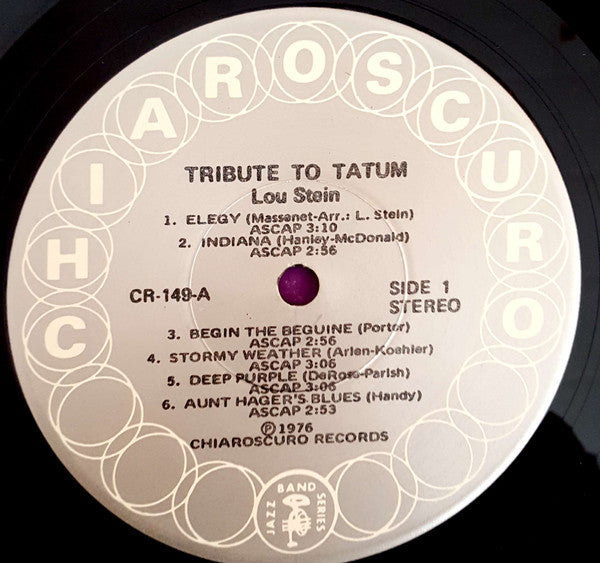 CHIAROSCURO
TRIBUTE TO TATUM
Lou Stein
1. ELEGY (Massenet-Arr.: L. Stein)
ASCAP 3:10
2. INDIANA (Hanley-McDonald)
ASCAP 2:56
CR-149-A
SIDE 1
STEREO
3. BEGIN THE BEGUINE (Porter)
ASCAP 2:56
4. STORMY WEATHER (Arlen-Koehler)
ASCAP 3:06
5. DEEP PURPLE (DeRose-Parish)
ASCAP 3:06
6. AUNT HAGER'S BLUES (Handy)
ASCAP 2:53
℗ 1976
CHIAROSCURO RECORDS
JAZZ BAND SERIES